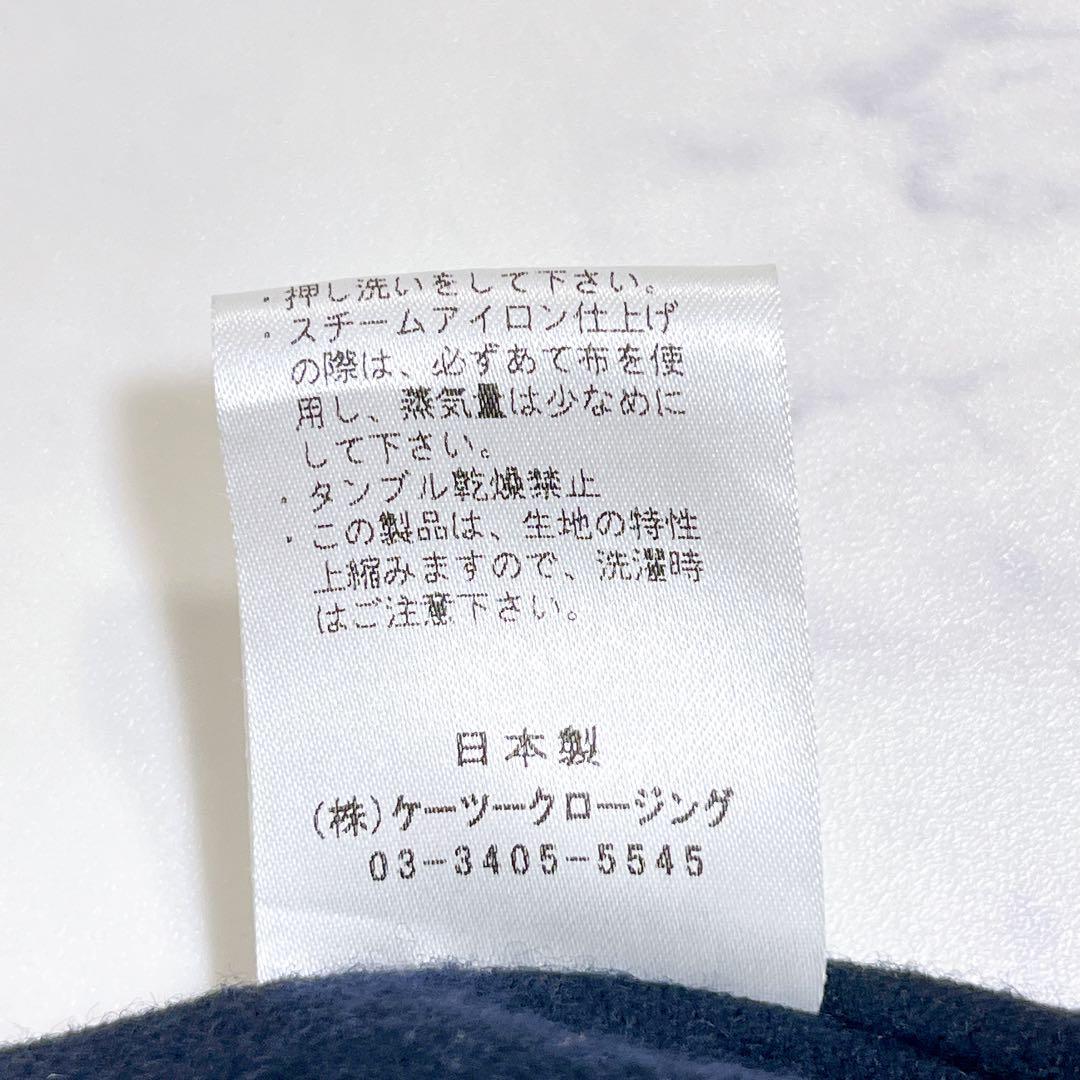 ・押し洗いをして下さい。
・スチームアイロン仕上げ
の際は、必ずあて布を使
用し、蒸気量は少なめに
して下さい。
・タンブル乾燥禁止
・この製品は、生地の特性
上縮みますので、洗濯時
はご注意下さい。
日本製
(株)ケーツークロージング
03-3405-5545